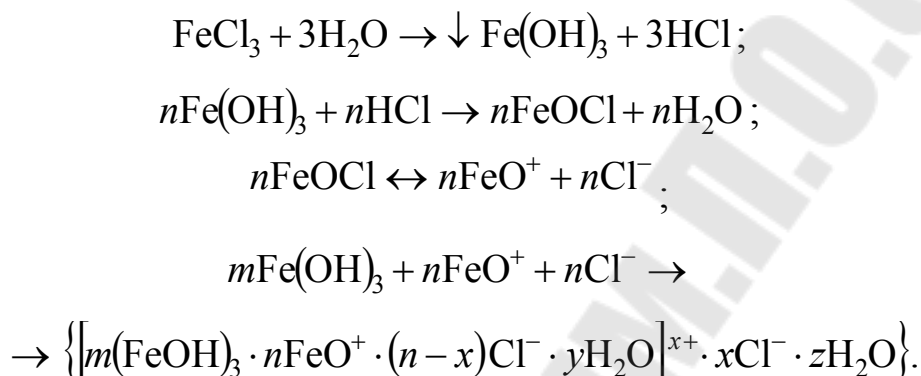 FeCl₃ + 3H₂O → ↓ Fe(OH)₃ + 3HCl;
nFe(OH)₃ + nHCl → nFeOCl + nH₂O;
nFeOCl ↔ nFeO⁺ + nCl⁻;
mFe(OH)₃ + nFeO⁺ + nCl⁻ →
→ {[m(FeOH)₃ · nFeO⁺ · (n − x)Cl⁻ · yH₂O]ˣ⁺ · xCl⁻ · zH₂O}.